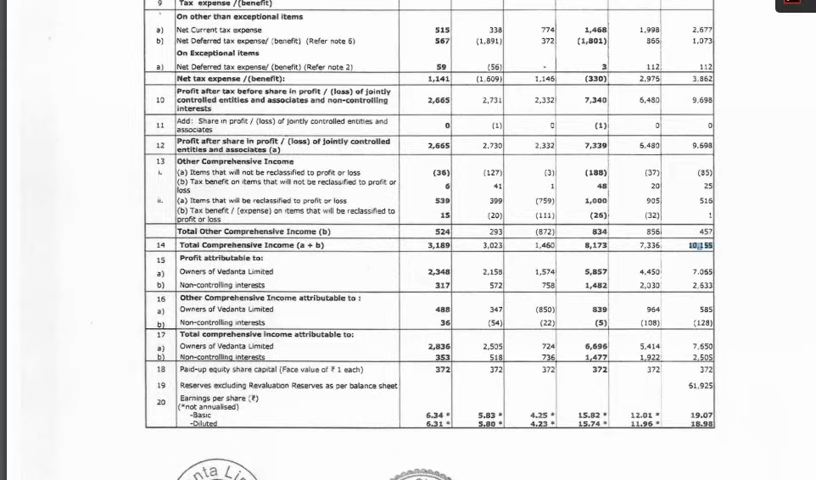 9 Tax expense /(benefit)
On other than exceptional items
a) Net Current tax expense 515 338 774 1,468 1,998 2,677
b) Net Deferred tax expense/ (benefit) (Refer note 6) 567 (1,891) 372 (1,801) 865 1,073
On Exceptional items
a) Net Deferred tax expense/ (benefit) (Refer note 2) 59 (56) - 3 112 112
Net tax expense /(benefit): 1,141 (1,609) 1,146 (330) 2,975 3,862
10 Profit after tax before share in profit / (loss) of jointly
controlled entities and associates and non-controlling
interests 2,665 2,731 2,332 7,340 6,480 9,698
11 Add: Share in profit / (loss) of jointly controlled entities and
associates 0 (1) 0 (1) 0 0
12 Profit after share in profit / (loss) of jointly controlled
entities and associates (a) 2,665 2,730 2,332 7,339 6,480 9,698
13 Other Comprehensive Income
i. (a) Items that will not be reclassified to profit or loss (36) (127) (3) (188) (37) (85)
(b) Tax benefit on items that will not be reclassified to profit or
loss 6 41 1 48 20 25
ii. (a) Items that will be reclassified to profit or loss 539 399 (759) 1,000 905 516
(b) Tax benefit / (expense) on items that will be reclassified to
profit or loss 15 (20) (111) (26) (32) 1
Total Other Comprehensive Income (b) 524 293 (872) 834 856 457
14 Total Comprehensive Income (a + b) 3,189 3,023 1,460 8,173 7,336 10,155
15 Profit attributable to:
a) Owners of Vedanta Limited 2,348 2,158 1,574 5,857 4,450 7,065
b) Non-controlling interests 317 572 758 1,482 2,030 2,633
16 Other Comprehensive Income attributable to :
a) Owners of Vedanta Limited 488 347 (850) 839 964 585
b) Non-controlling interests 36 (54) (22) (5) (108) (128)
17 Total comprehensive income attributable to:
a) Owners of Vedanta Limited 2,836 2,505 724 6,696 5,414 7,650
b) Non-controlling interests 353 518 736 1,477 1,922 2,505
18 Paid-up equity share capital (Face value of ₹ 1 each) 372 372 372 372 372 372
19 Reserves excluding Revaluation Reserves as per balance sheet 61,925
20 Earnings per share (₹)
(*not annualised)
-Basic 6.34 * 5.83 * 4.25 * 15.82 * 12.01 * 19.07
-Diluted 6.31 * 5.80 * 4.23 * 15.74 * 11.96 * 18.98
anta Li